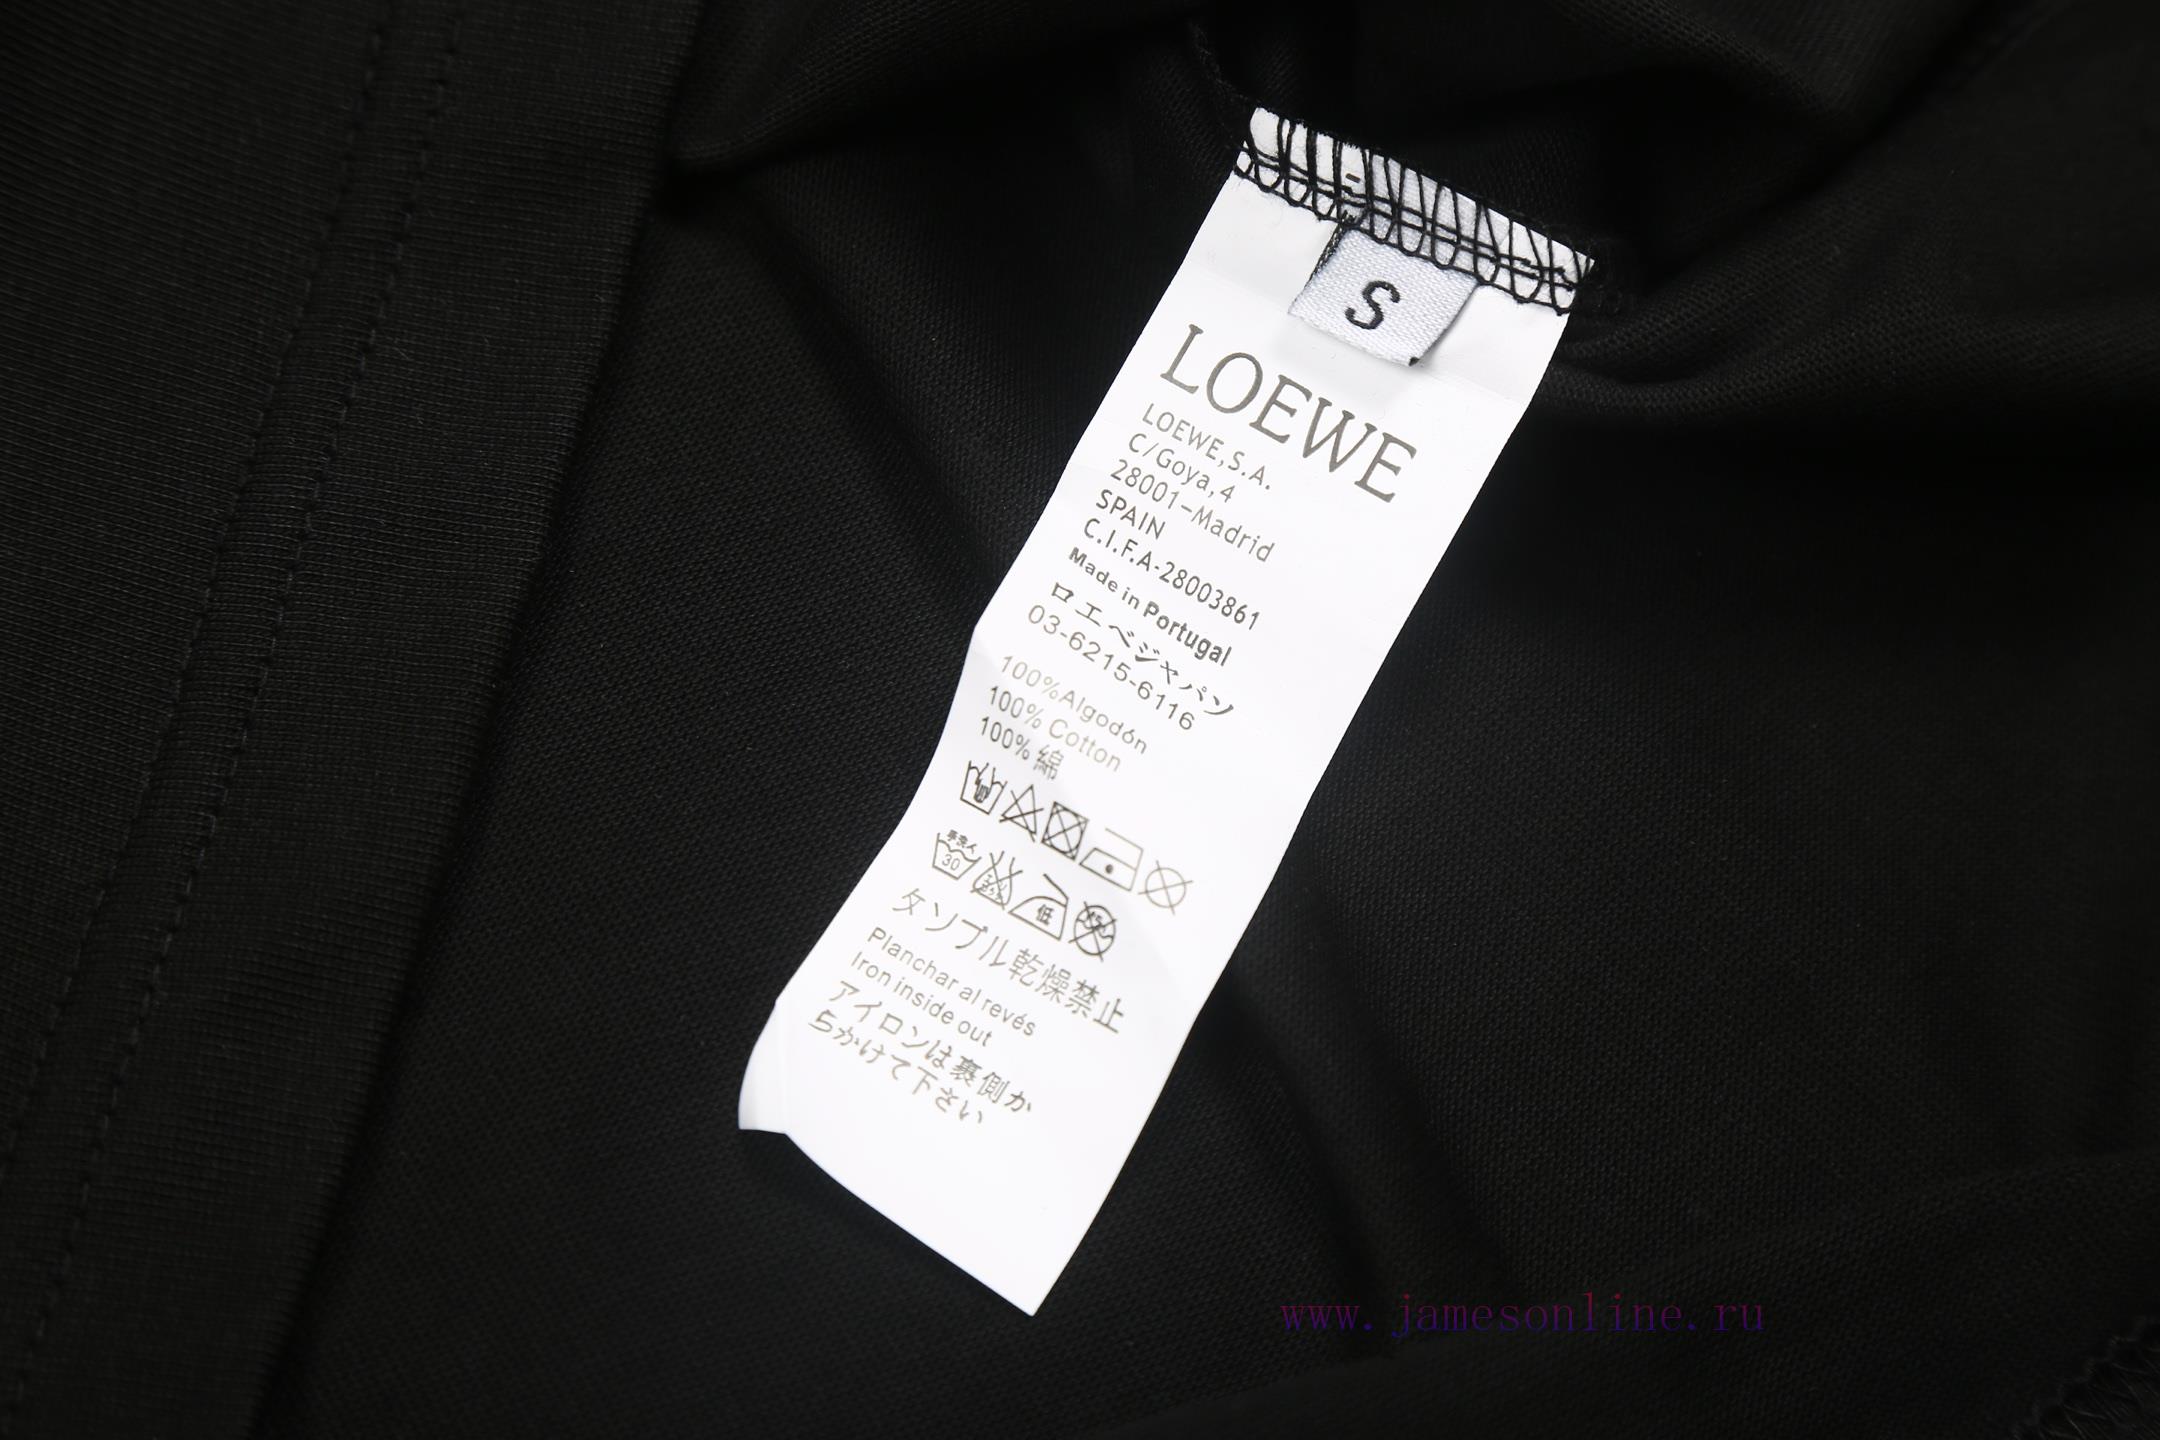 S
LOEWE
LOEWE,S.A.
C/Goya,4
28001-Madrid
SPAIN
C.I.F.A-28003861
Made in Portugal
ロエベジャパン
03-6215-6116
100%Algodón
100% Cotton
100% 綿
30
低
タンブル乾燥禁止
Planchar al revés
Iron inside out
アイロンは裏側か
らかけて下さい
www.jamesonline.ru